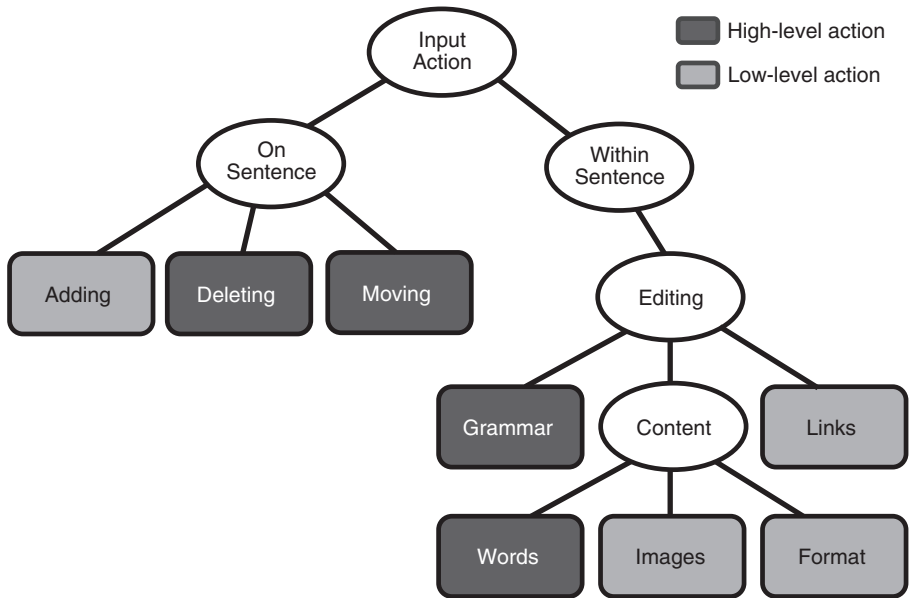 Input
Action
High-level action
Low-level action
On
Sentence
Within
Sentence
Adding
Deleting
Moving
Editing
Grammar
Content
Links
Words
Images
Format